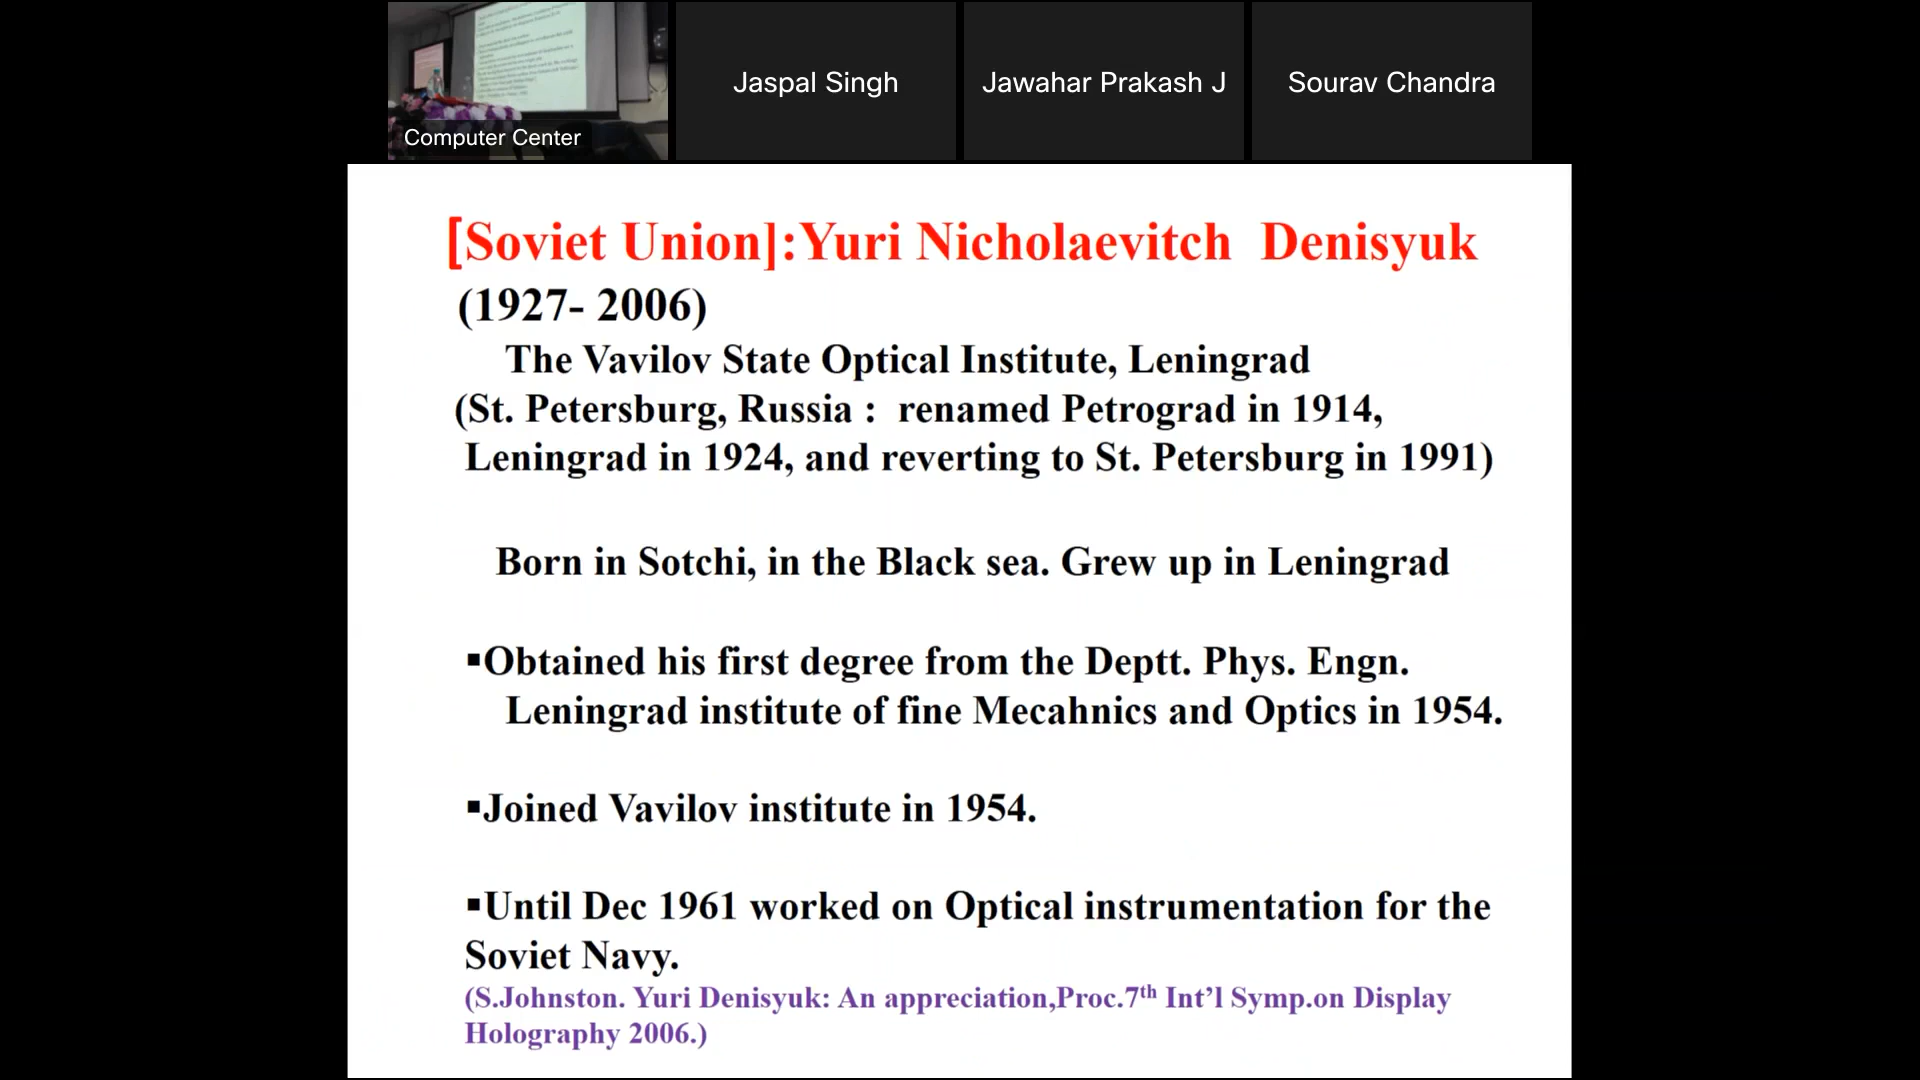 Computer Center
Jaspal Singh
Jawahar Prakash J
Sourav Chandra
[Soviet Union]:Yuri Nicholaevitch Denisyuk
(1927- 2006)
The Vavilov State Optical Institute, Leningrad
(St. Petersburg, Russia : renamed Petrograd in 1914,
Leningrad in 1924, and reverting to St. Petersburg in 1991)
Born in Sotchi, in the Black sea. Grew up in Leningrad
▪Obtained his first degree from the Deptt. Phys. Engn.
Leningrad institute of fine Mecahnics and Optics in 1954.
▪Joined Vavilov institute in 1954.
▪Until Dec 1961 worked on Optical instrumentation for the
Soviet Navy.
(S.Johnston. Yuri Denisyuk: An appreciation,Proc.7th Int’l Symp.on Display
Holography 2006.)